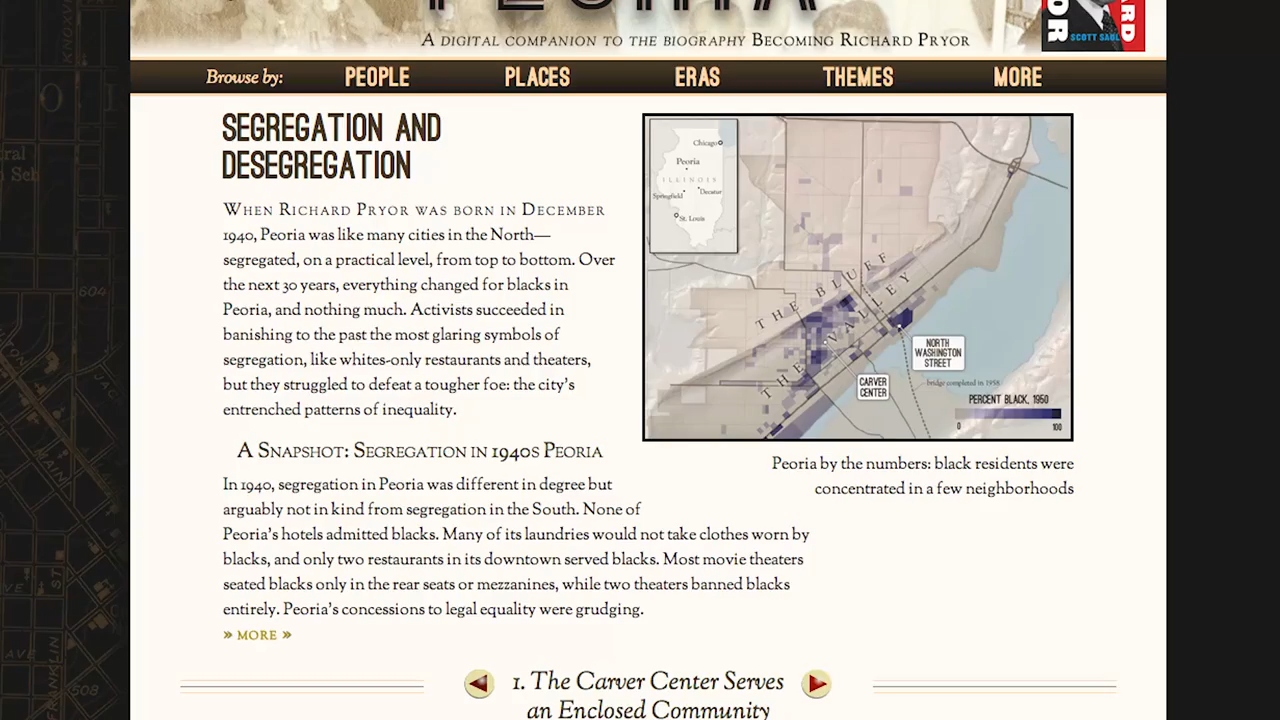 PEORIA
A DIGITAL COMPANION TO THE BIOGRAPHY BECOMING RICHARD PRYOR
SCOTT SAUL
Browse by:
PEOPLE
PLACES
ERAS
THEMES
MORE
SEGREGATION AND
DESEGREGATION
WHEN RICHARD PRYOR WAS BORN IN DECEMBER
1940, Peoria was like many cities in the North—
segregated, on a practical level, from top to bottom. Over
the next 30 years, everything changed for blacks in
Peoria, and nothing much. Activists succeeded in
banishing to the past the most glaring symbols of
segregation, like whites-only restaurants and theaters,
but they struggled to defeat a tougher foe: the city's
entrenched patterns of inequality.
Chicago
Peoria
ILLINOIS
Springfield
Decatur
St. Louis
THE BLUFF
THE VALLEY
NORTH
WASHINGTON
STREET
CARVER
CENTER
bridge completed in 1958
PERCENT BLACK, 1950
0
100
Peoria by the numbers: black residents were
concentrated in a few neighborhoods
A SNAPSHOT: SEGREGATION IN 1940S PEORIA
In 1940, segregation in Peoria was different in degree but
arguably not in kind from segregation in the South. None of
Peoria's hotels admitted blacks. Many of its laundries would not take clothes worn by
blacks, and only two restaurants in its downtown served blacks. Most movie theaters
seated blacks only in the rear seats or mezzanines, while two theaters banned blacks
entirely. Peoria's concessions to legal equality were grudging.
» MORE »
1. The Carver Center Serves
an Enclosed Community
604
MAIN
ST
AVE
FRANKLIN
508